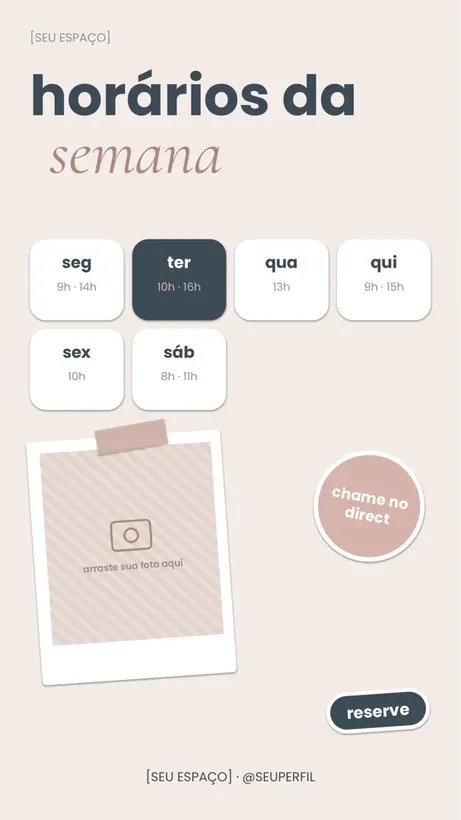 [SEU ESPAÇO]
horários da
semana
seg
9h · 14h
ter
10h · 16h
qua
13h
qui
9h · 15h
sex
10h
sáb
8h · 11h
arraste sua foto aqui
chame no
direct
reserve
[SEU ESPAÇO] · @SEUPERFIL